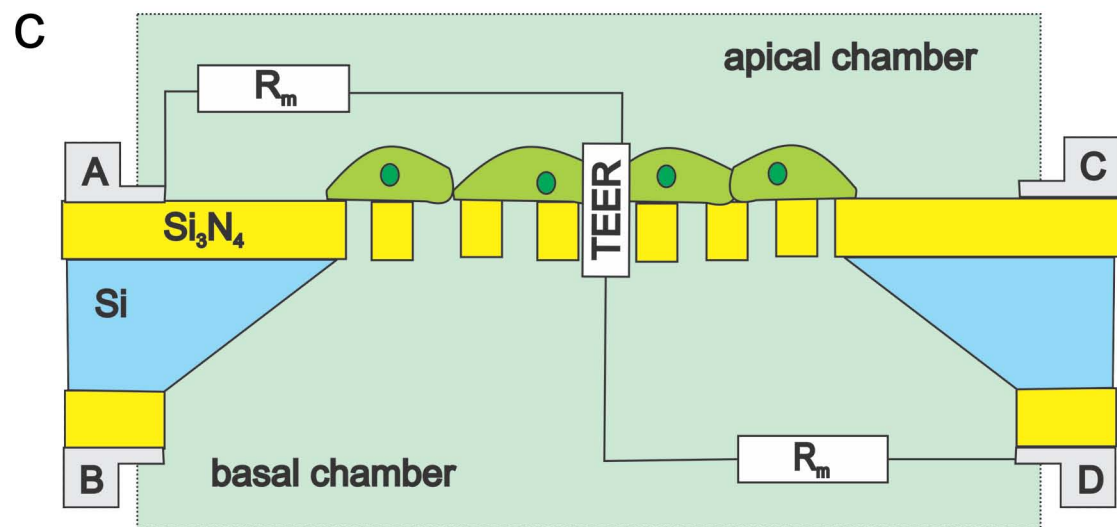 C
apical chamber
Rm
A
C
TEER
Si3N4
Si
B
basal chamber
Rm
D